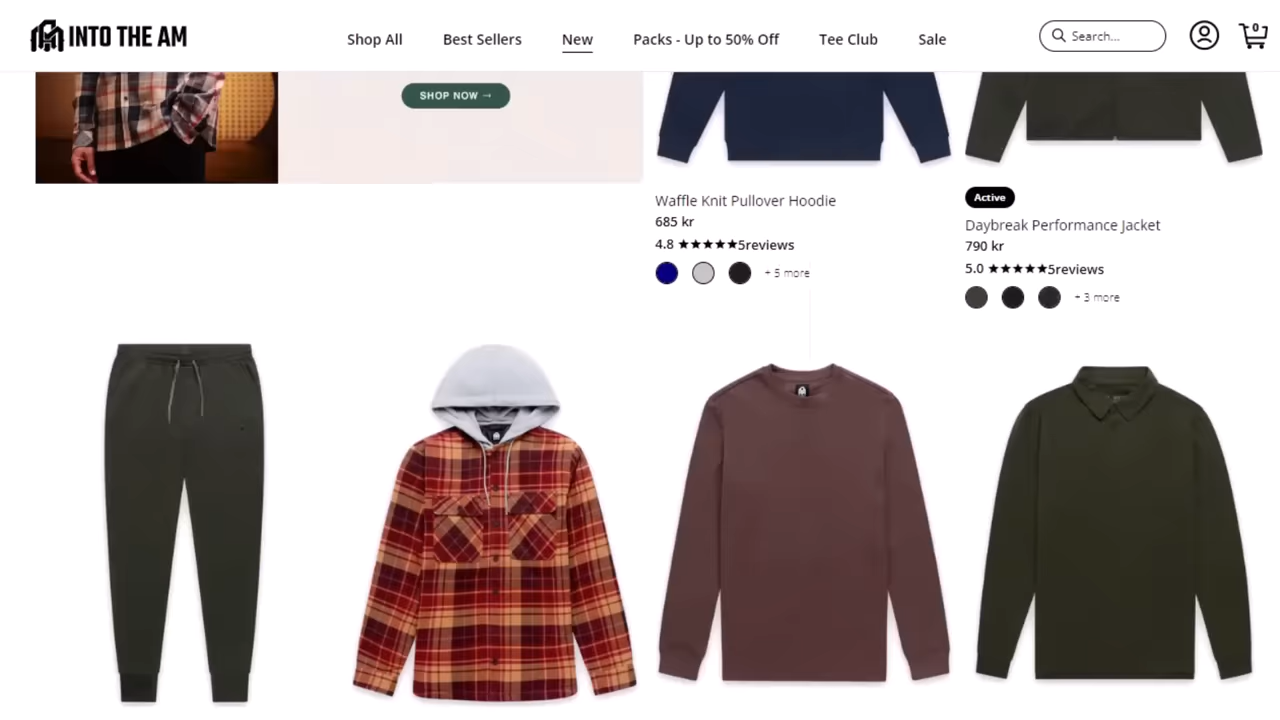 INTO THE AM
Shop All
Best Sellers
New
Packs - Up to 50% Off
Tee Club
Sale
Search...
0
SHOP NOW →
Waffle Knit Pullover Hoodie
685 kr
4.8 ★★★★★5reviews
+ 5 more
Active
Daybreak Performance Jacket
790 kr
5.0 ★★★★★5reviews
+ 3 more